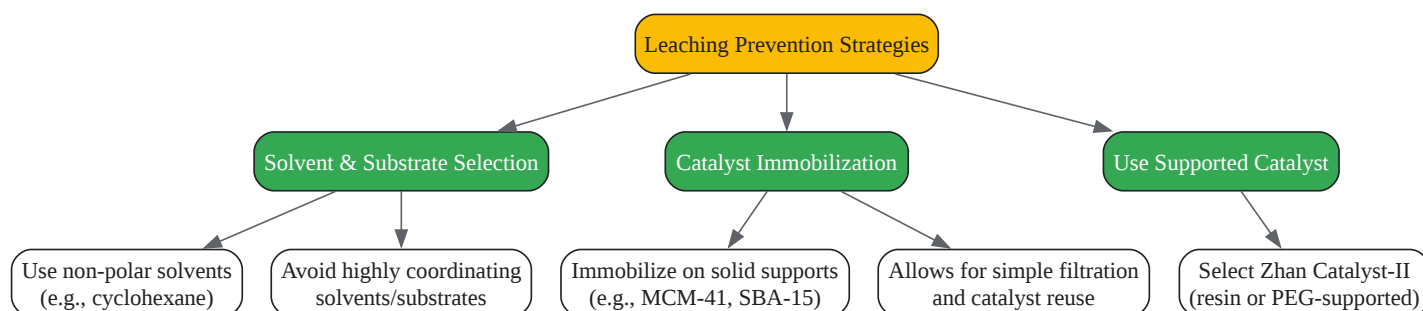 Leaching Prevention Strategies
Solvent & Substrate Selection
Catalyst Immobilization
Use Supported Catalyst
Use non-polar solvents
(e.g., cyclohexane)
Avoid highly coordinating
solvents/substrates
Immobilize on solid supports
(e.g., MCM-41, SBA-15)
Allows for simple filtration
and catalyst reuse
Select Zhan Catalyst-II
(resin or PEG-supported)